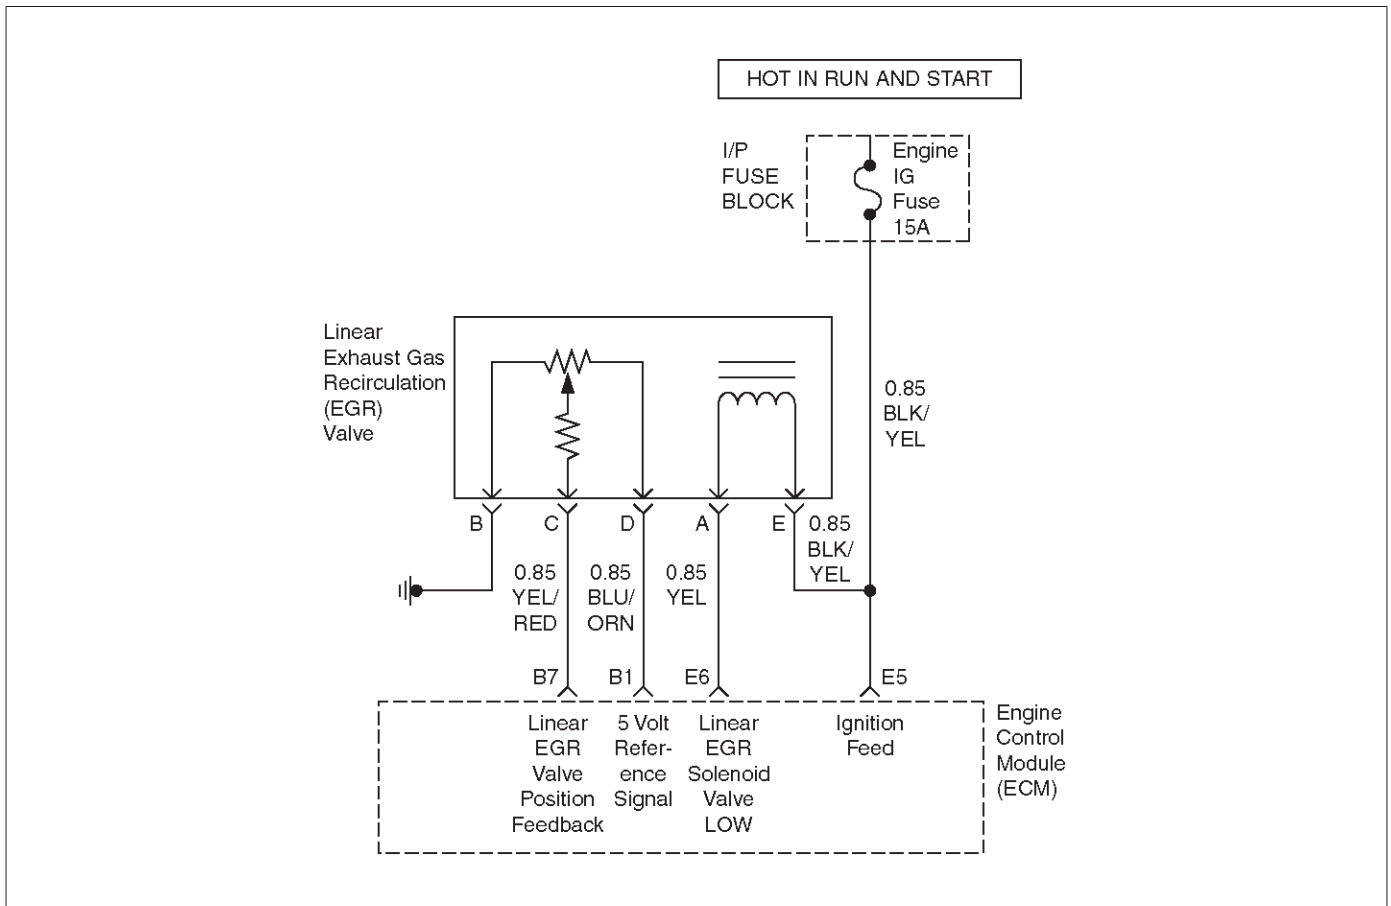 HOT IN RUN AND START
I/P
FUSE
BLOCK
Engine
IG
Fuse
15A
Linear
Exhaust Gas
Recirculation
(EGR)
Valve
0.85
BLK/
YEL
B
C
D
A
E
0.85
BLK/
YEL
0.85
YEL/
RED
0.85
BLU/
ORN
0.85
YEL
B7
B1
E6
E5
Linear
EGR
Valve
Position
Feedback
5 Volt
Refer-
ence
Signal
Linear
EGR
Solenoid
Valve
LOW
Ignition
Feed
Engine
Control
Module
(ECM)